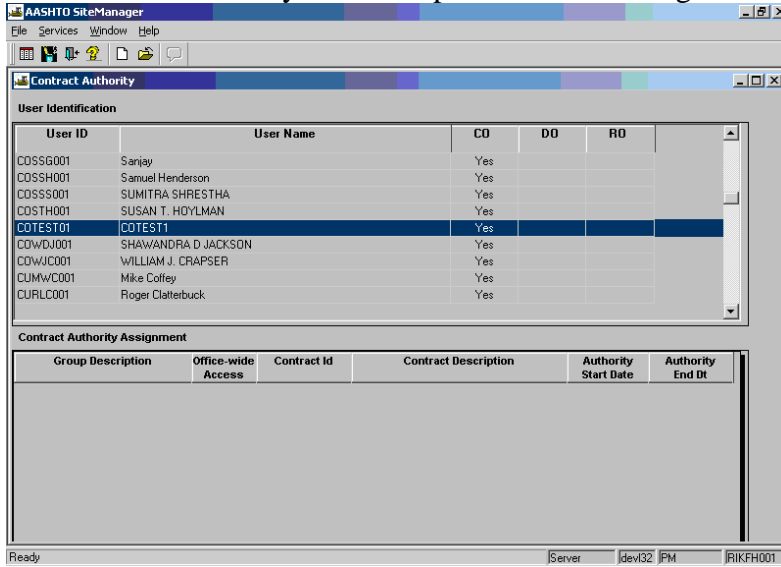 AASHTO SiteManager
File Services Window Help
Contract Authority
User Identification
User ID User Name CO DO RO
COSSG001 Sanjay Yes
COSSH001 Samuel Henderson Yes
COSSS001 SUMITRA SHRESTHA Yes
COSTH001 SUSAN T. HOYLMAN Yes
COTEST01 COTEST1 Yes
COWDJ001 SHAWANDRA D JACKSON Yes
COWJC001 WILLIAM J. CRAPSER Yes
CUMWC001 Mike Coffey Yes
CURLC001 Roger Clatterbuck Yes
Contract Authority Assignment
Group Description Office-wide Access Contract Id Contract Description Authority Start Date Authority End Dt
Ready Server devl32 PM RIKFH001